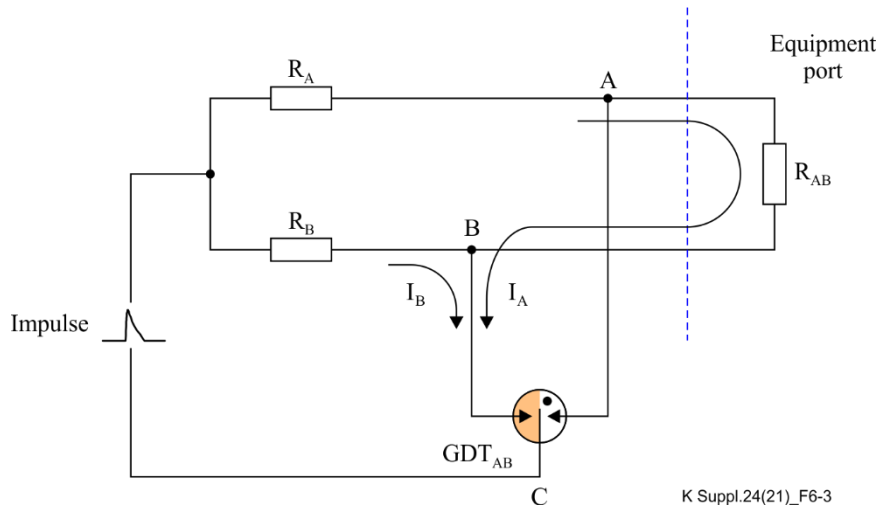 Equipment
port
R_A
A
R_AB
R_B
B
I_B
I_A
Impulse
GDT_AB
C
K Suppl.24(21)_F6-3